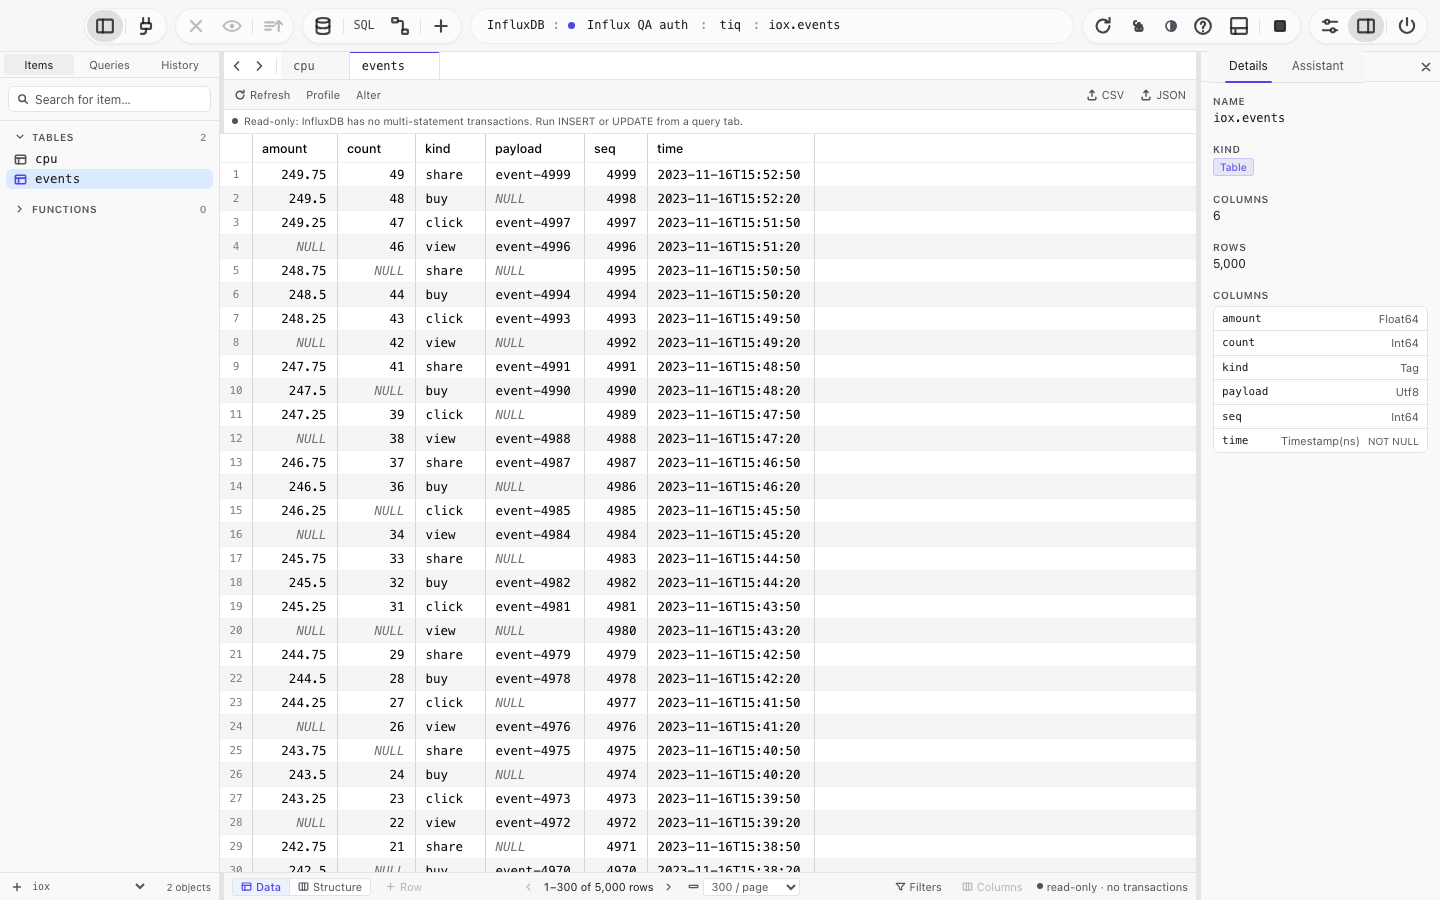 SQL
InfluxDB : Influx QA auth : tiq : iox.events
Items Queries History
Search for item...
TABLES 2
cpu
events
FUNCTIONS 0
iox 2 objects
cpu events
Refresh Profile Alter CSV JSON
Read-only: InfluxDB has no multi-statement transactions. Run INSERT or UPDATE from a query tab.
amount count kind payload seq time
1 249.75 49 share event-4999 4999 2023-11-16T15:52:50
2 249.5 48 buy NULL 4998 2023-11-16T15:52:20
3 249.25 47 click event-4997 4997 2023-11-16T15:51:50
4 NULL 46 view event-4996 4996 2023-11-16T15:51:20
5 248.75 NULL share NULL 4995 2023-11-16T15:50:50
6 248.5 44 buy event-4994 4994 2023-11-16T15:50:20
7 248.25 43 click event-4993 4993 2023-11-16T15:49:50
8 NULL 42 view NULL 4992 2023-11-16T15:49:20
9 247.75 41 share event-4991 4991 2023-11-16T15:48:50
10 247.5 NULL buy event-4990 4990 2023-11-16T15:48:20
11 247.25 39 click NULL 4989 2023-11-16T15:47:50
12 NULL 38 view event-4988 4988 2023-11-16T15:47:20
13 246.75 37 share event-4987 4987 2023-11-16T15:46:50
14 246.5 36 buy NULL 4986 2023-11-16T15:46:20
15 246.25 NULL click event-4985 4985 2023-11-16T15:45:50
16 NULL 34 view event-4984 4984 2023-11-16T15:45:20
17 245.75 33 share NULL 4983 2023-11-16T15:44:50
18 245.5 32 buy event-4982 4982 2023-11-16T15:44:20
19 245.25 31 click event-4981 4981 2023-11-16T15:43:50
20 NULL NULL view NULL 4980 2023-11-16T15:43:20
21 244.75 29 share event-4979 4979 2023-11-16T15:42:50
22 244.5 28 buy event-4978 4978 2023-11-16T15:42:20
23 244.25 27 click NULL 4977 2023-11-16T15:41:50
24 NULL 26 view event-4976 4976 2023-11-16T15:41:20
25 243.75 NULL share event-4975 4975 2023-11-16T15:40:50
26 243.5 24 buy NULL 4974 2023-11-16T15:40:20
27 243.25 23 click event-4973 4973 2023-11-16T15:39:50
28 NULL 22 view event-4972 4972 2023-11-16T15:39:20
29 242.75 21 share NULL 4971 2023-11-16T15:38:50
30 242.5 NULL buy event-4970 4970 2023-11-16T15:38:20
Data Structure + Row 1–300 of 5,000 rows 300 / page Filters Columns read-only · no transactions
Details Assistant
NAME
iox.events
KIND
Table
COLUMNS
6
ROWS
5,000
COLUMNS
amount Float64
count Int64
kind Tag
payload Utf8
seq Int64
time Timestamp(ns) NOT NULL